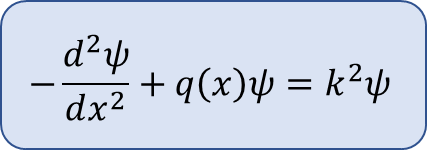 −d²ψ/dx² + q(x)ψ = k²ψ